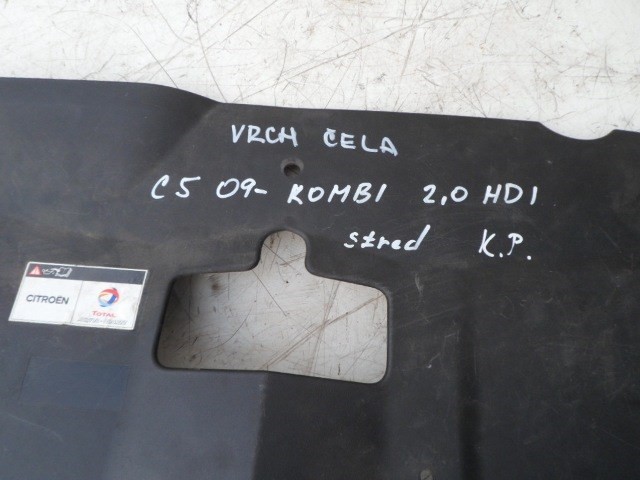 VRCH ČELA
C5 09- KOMBI 2,0 HDI
střed K.P.
CITROËN
TOTAL